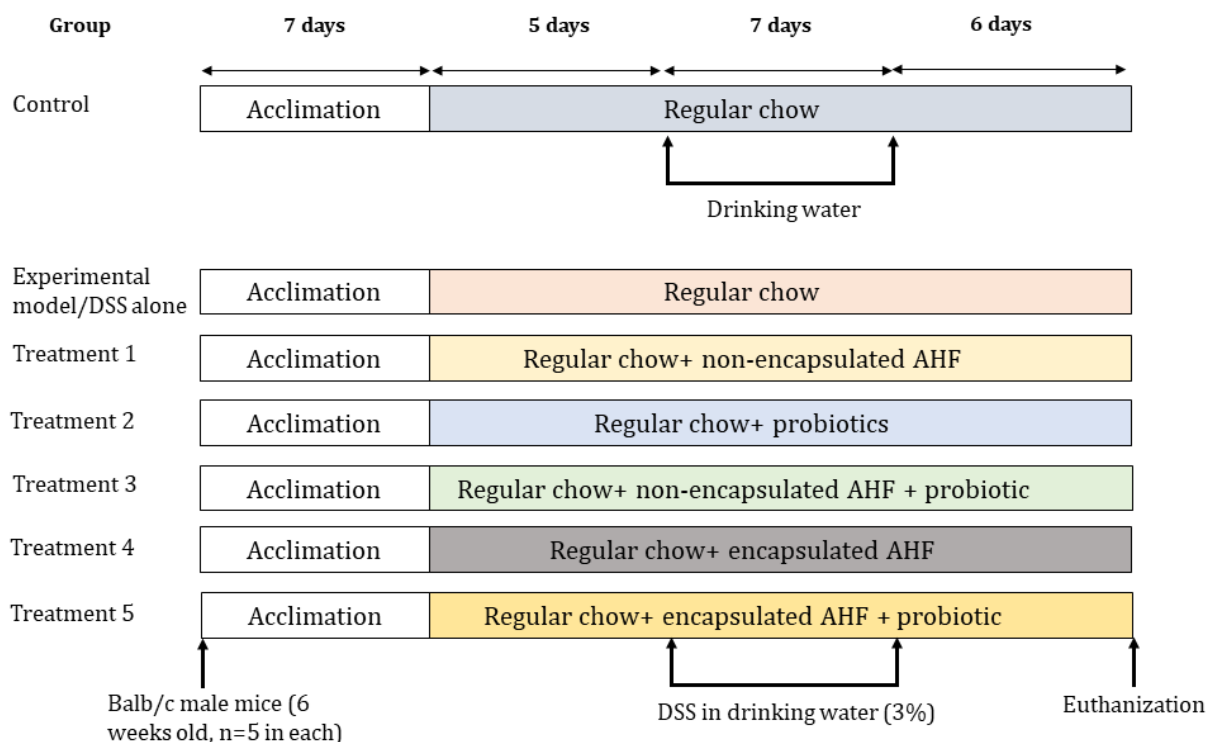 Group 7 days 5 days 7 days 6 days
Control
Acclimation Regular chow
Drinking water
Experimental
model/DSS alone
Acclimation Regular chow
Treatment 1 Acclimation Regular chow+ non-encapsulated AHF
Treatment 2 Acclimation Regular chow+ probiotics
Treatment 3 Acclimation Regular chow+ non-encapsulated AHF + probiotic
Treatment 4 Acclimation Regular chow+ encapsulated AHF
Treatment 5 Acclimation Regular chow+ encapsulated AHF + probiotic
Balb/c male mice (6
weeks old, n=5 in each)
DSS in drinking water (3%)
Euthanization